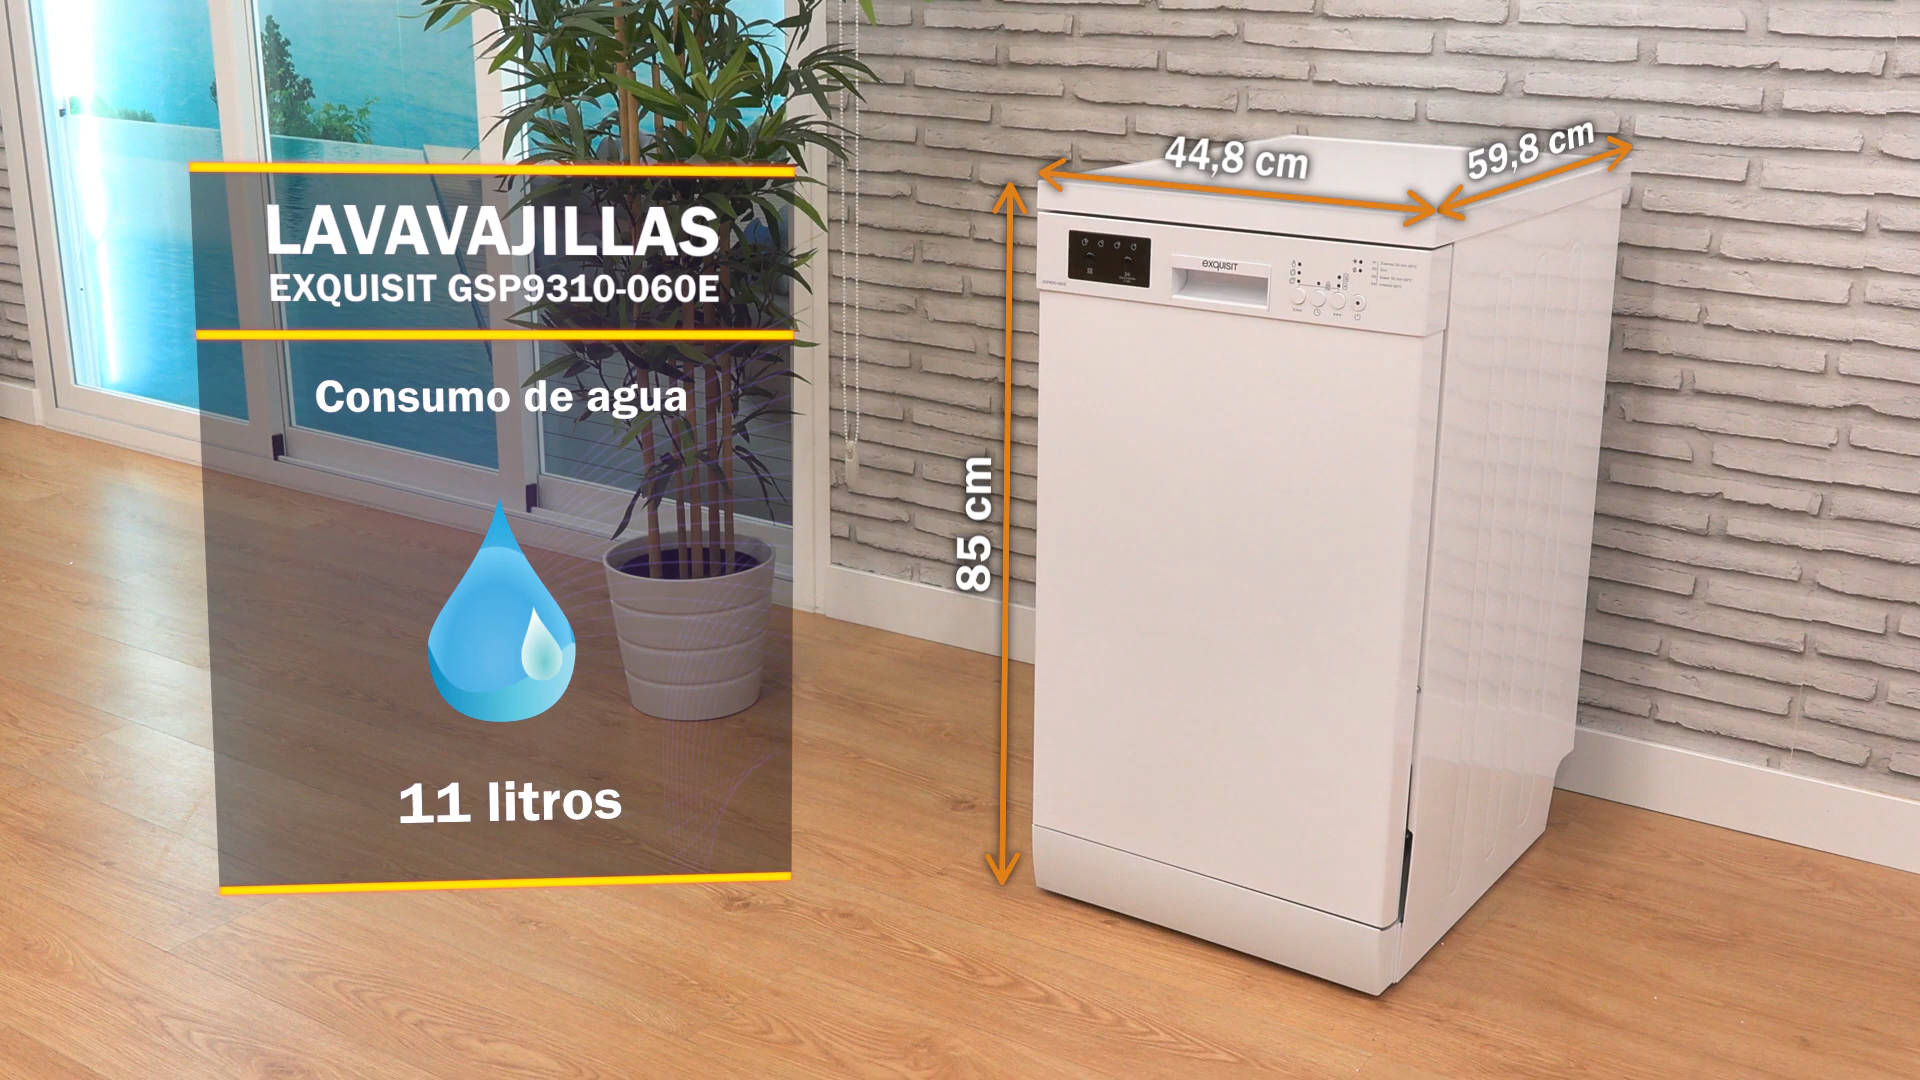 LAVAVAJILLAS
EXQUISIT GSP9310-060E
Consumo de agua
11 litros
44,8 cm
59,8 cm
85 cm
exquisit